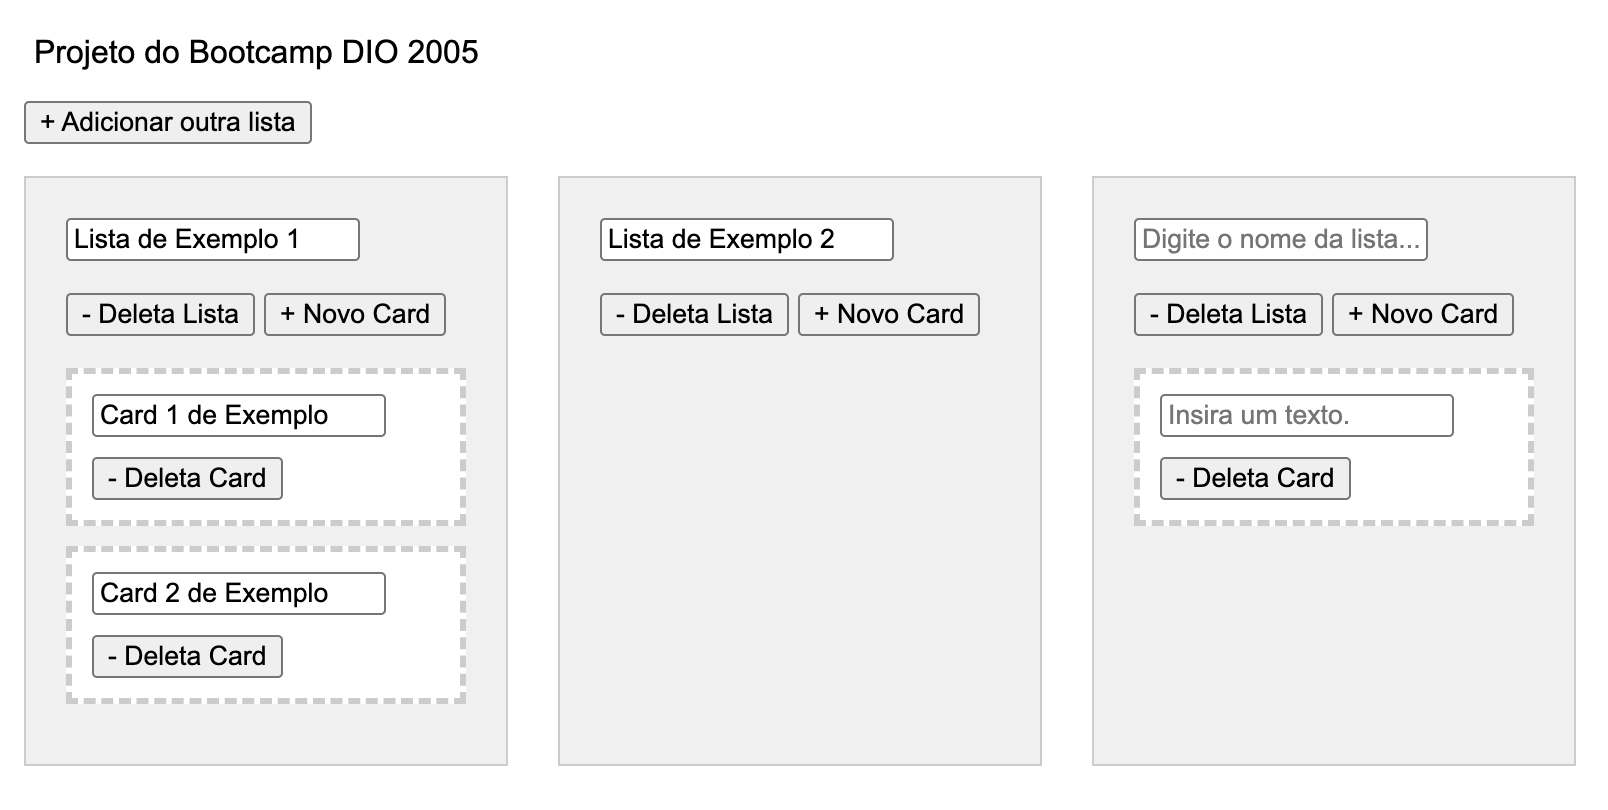 Projeto do Bootcamp DIO 2005
+ Adicionar outra lista
Lista de Exemplo 1
- Deleta Lista + Novo Card
Card 1 de Exemplo
- Deleta Card
Card 2 de Exemplo
- Deleta Card
Lista de Exemplo 2
- Deleta Lista + Novo Card
Digite o nome da lista...
- Deleta Lista + Novo Card
Insira um texto.
- Deleta Card